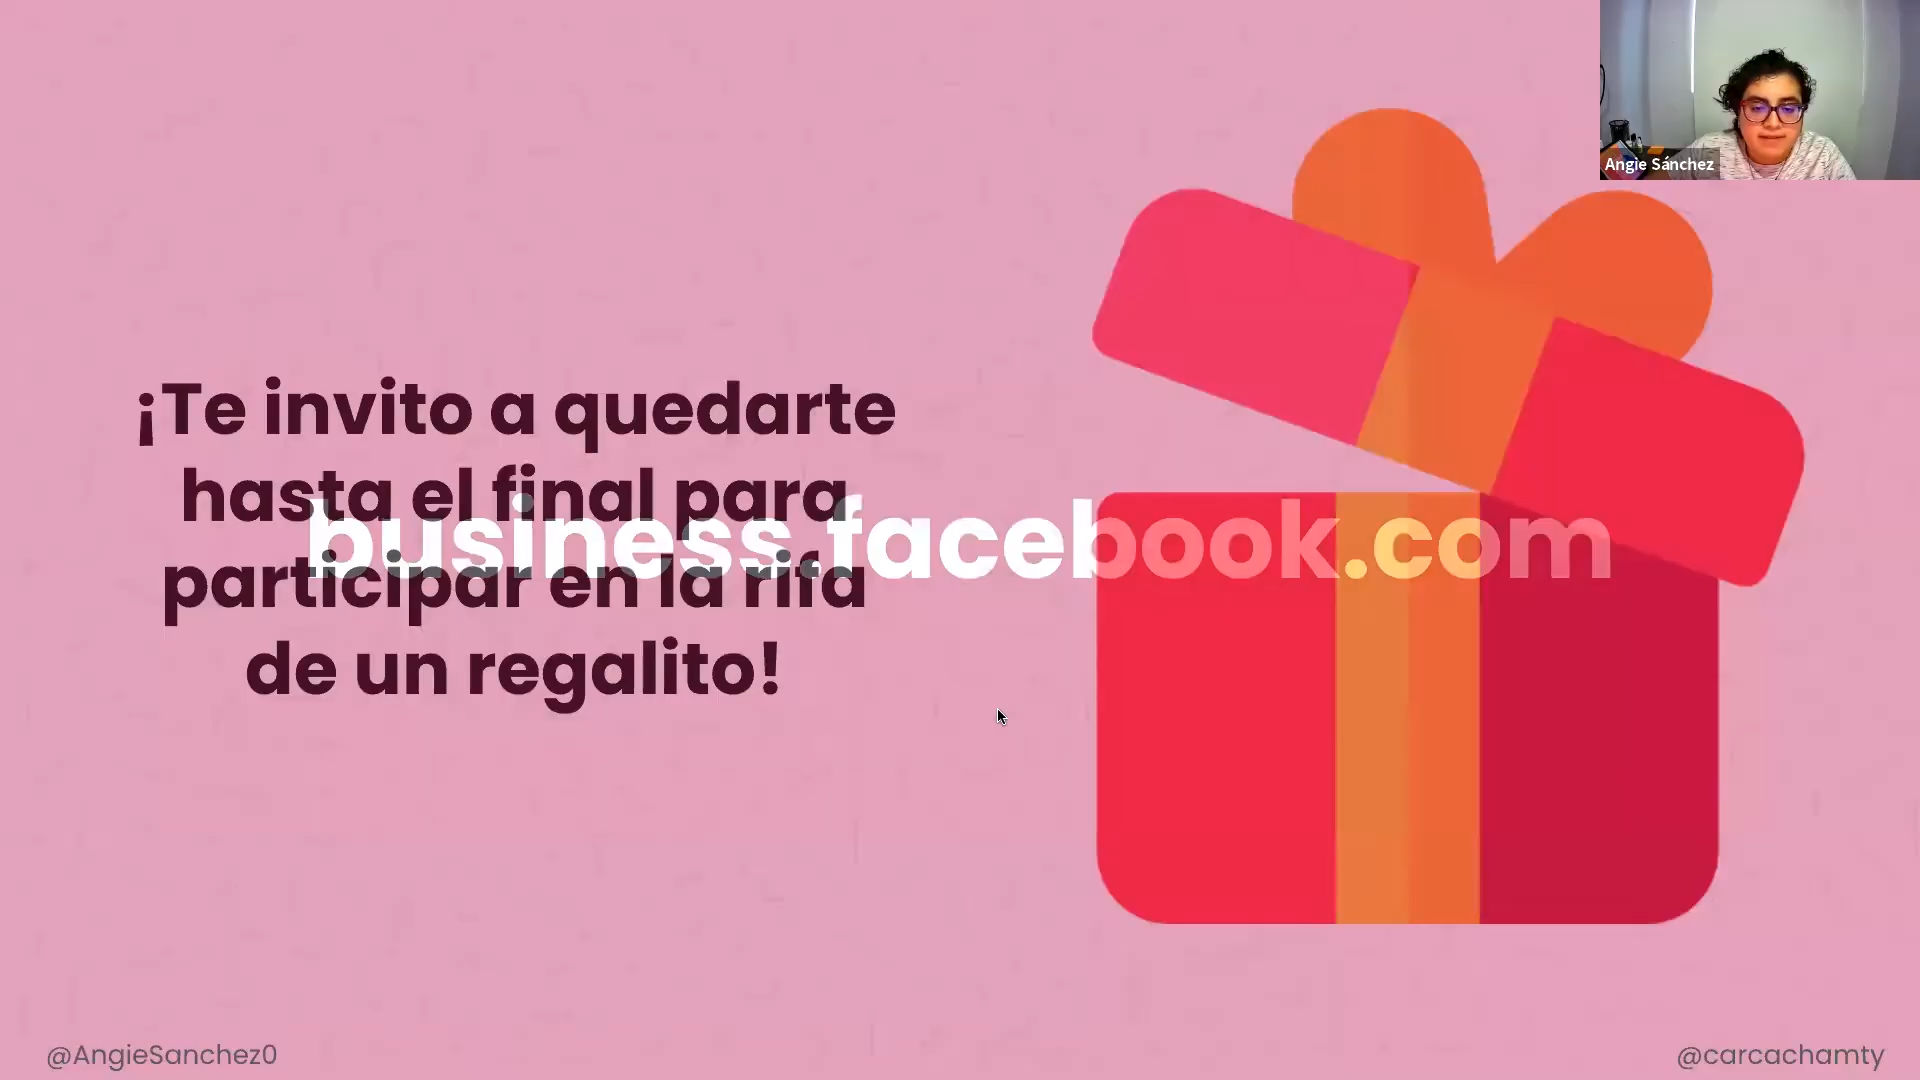 Angie Sánchez
¡Te invito a quedarte
hasta el final para
business.facebook.com
participar en la rifa
de un regalito!
@AngieSanchez0
@carcachamty